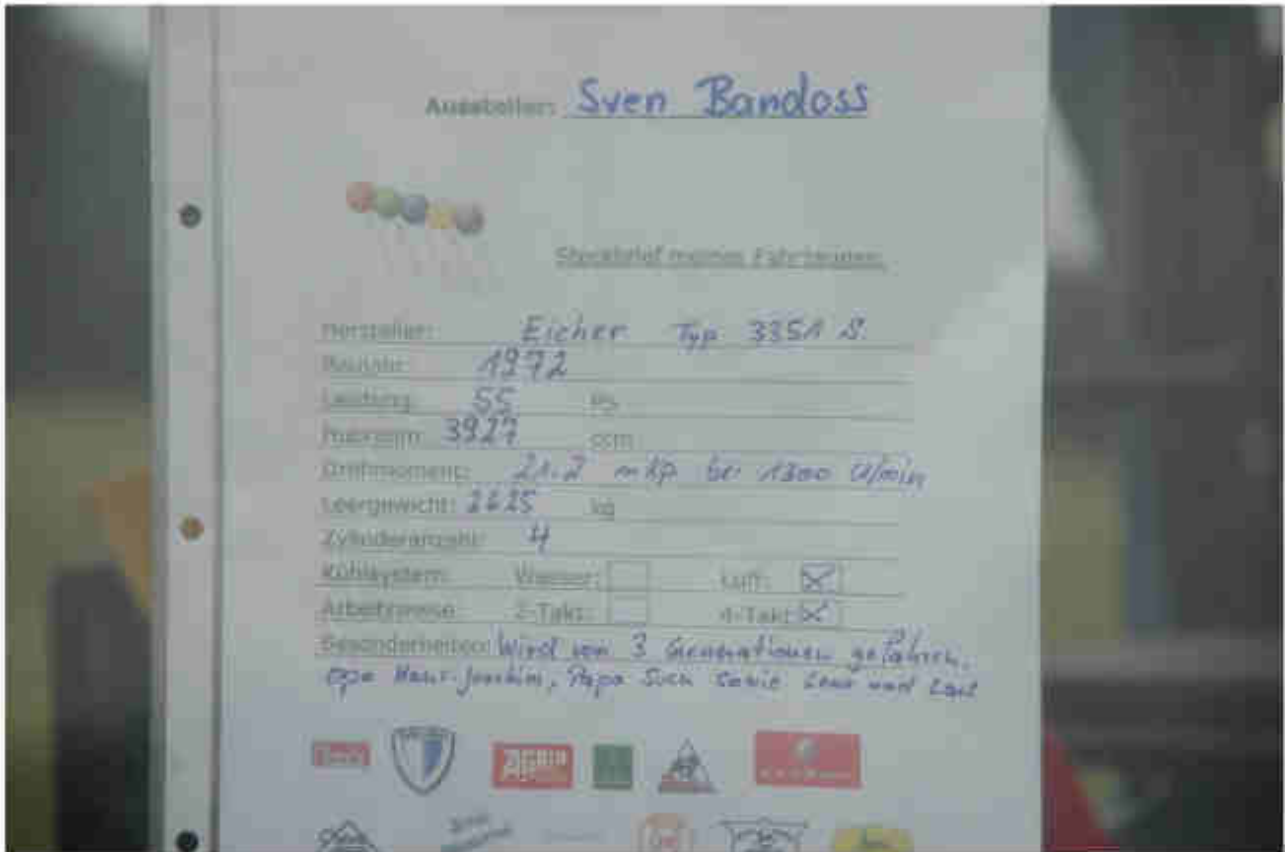 Aussteller: Sven Bandoss
Steckbrief meines Fahrzeuges:
Hersteller: Eicher Typ 3351 S.
Baujahr: 1972
Leistung: 55 PS
Hubraum: 3927 ccm
Drehmoment: 21.2 mkp bei 1300 U/min
Leergewicht: 2625 kg
Zylinderanzahl: 4
Kühlsystem: Wasser: Luft:
Arbeitsweise: 2-Takt: 4-Takt:
Besonderheiten: Wird von 3 Generationen gefahren.
Opa Hans-Joachim, Papa Sven sowie und